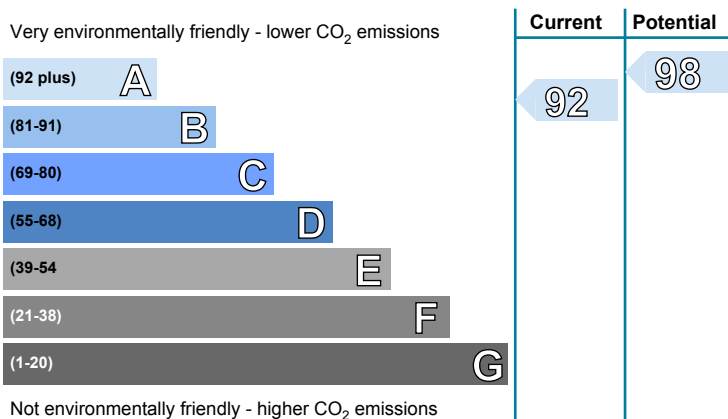 Very environmentally friendly - lower CO2 emissions
Current
Potential
(92 plus) A
(81-91) B
(69-80) C
(55-68) D
(39-54 E
(21-38) F
(1-20) G
92
98
Not environmentally friendly - higher CO2 emissions